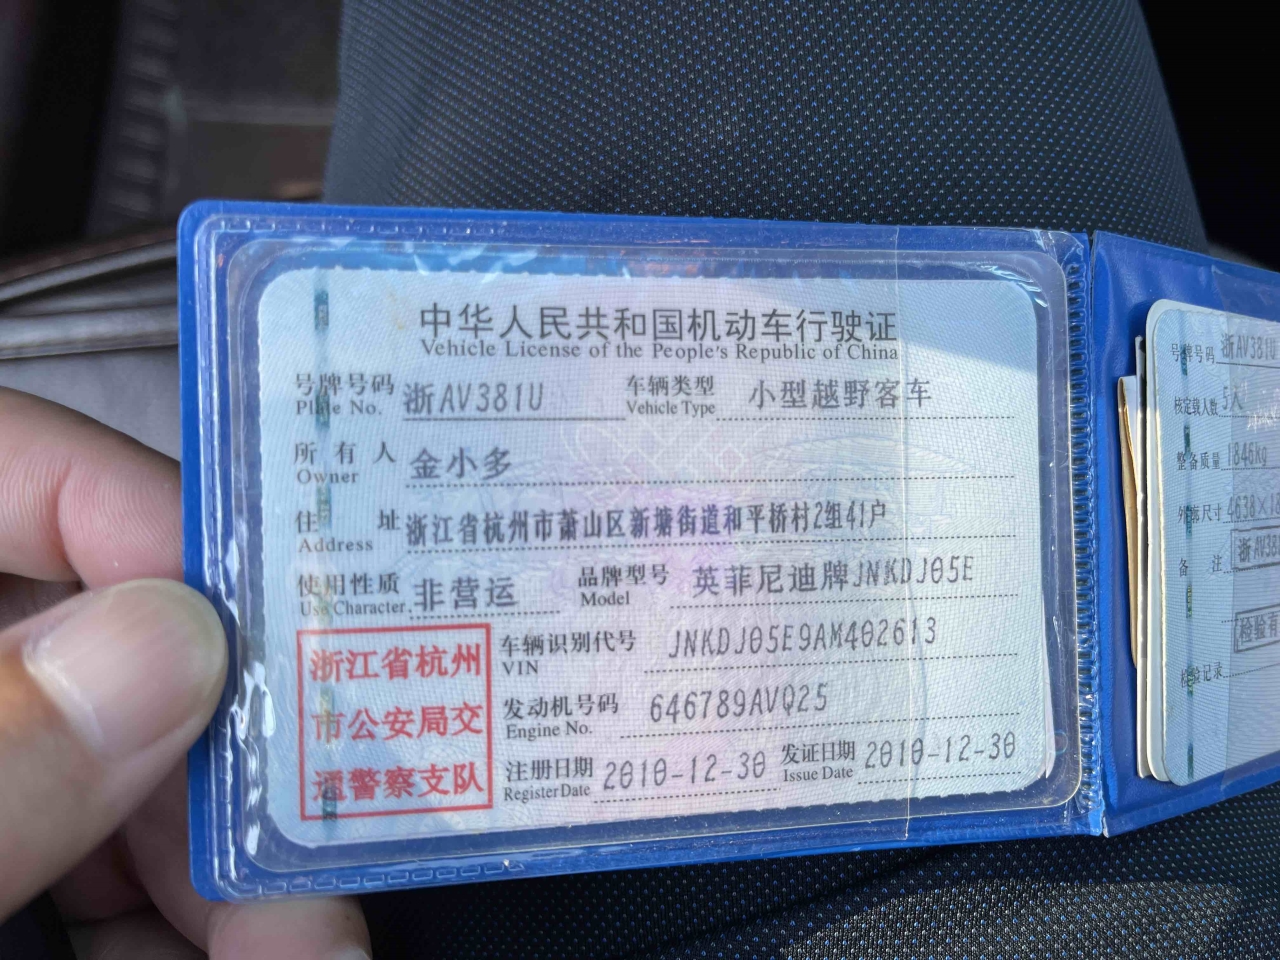 中华人民共和国机动车行驶证
Vehicle License of the People's Republic of China
号牌号码 浙AV381U 车辆类型 小型越野客车
Plate No. Vehicle Type
所有人 金小多
Owner
住址 浙江省杭州市萧山区新塘街道和平桥村2组41户
Address
使用性质 非营运 品牌型号 英菲尼迪牌JNKDJ05E
Use Character Model
浙江省杭州
市公安局交
通警察支队
车辆识别代号 JNKDJ05E9AM402613
VIN
发动机号码 646789AVQ25
Engine No.
注册日期 2010-12-30 发证日期 2010-12-30
Register Date Issue Date
号牌号码 浙AV381U
核定载人数 5人
整备质量 1846kg
外廓尺寸 4638X
备注 浙AV38
检验有
检验记录